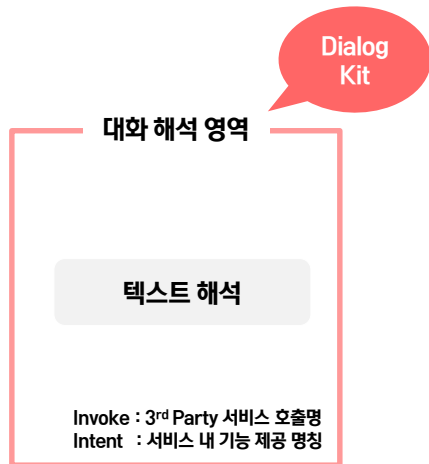 Dialog
Kit
대화 해석 영역
텍스트 해석
Invoke : 3rd Party 서비스 호출명
Intent : 서비스 내 기능 제공 명칭